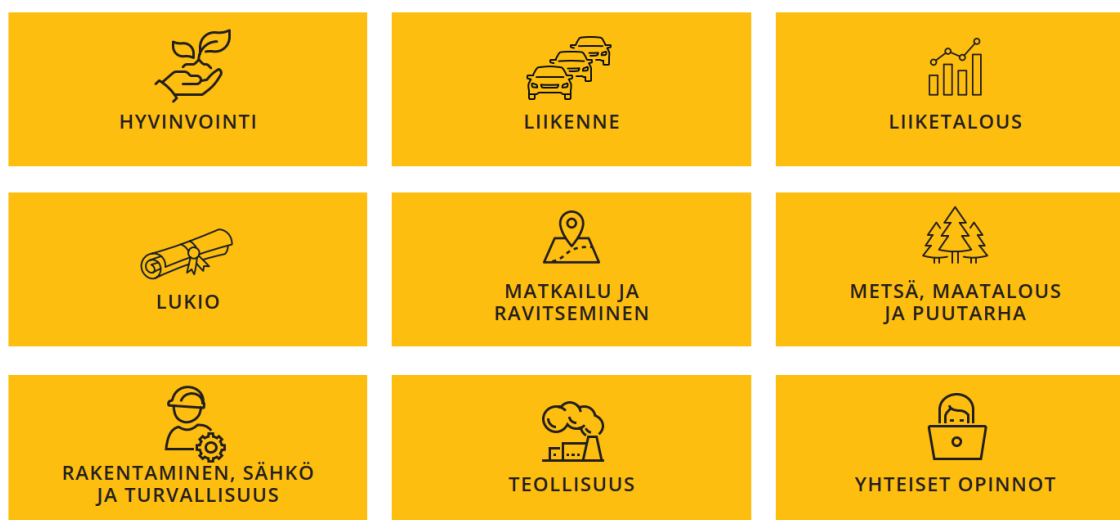 HYVINVOINTI
LIIKENNE
LIIKETALOUS
LUKIO
MATKAILU JA
RAVITSEMINEN
METSÄ, MAATALOUS
JA PUUTARHA
RAKENTAMINEN, SÄHKÖ
JA TURVALLISUUS
TEOLLISUUS
YHTEISET OPINNOT